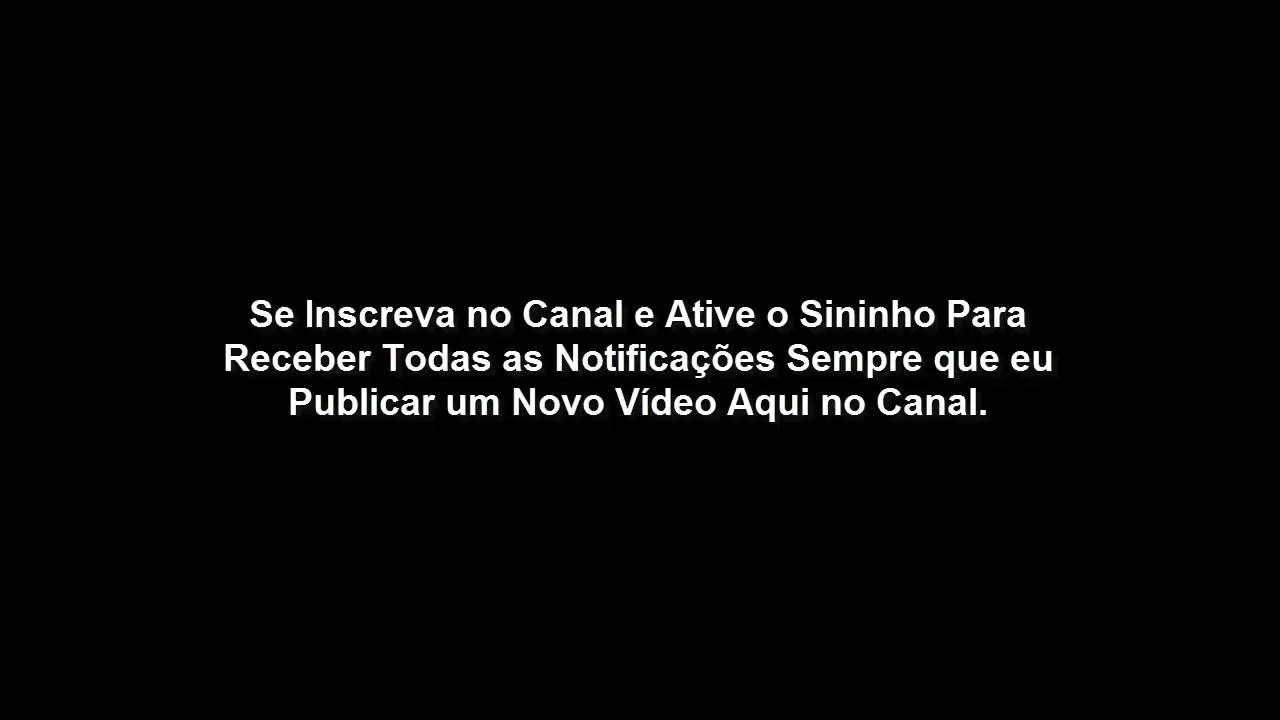 Se Inscreva no Canal e Ative o Sininho Para
Receber Todas as Notificações Sempre que eu
Publicar um Novo Vídeo Aqui no Canal.